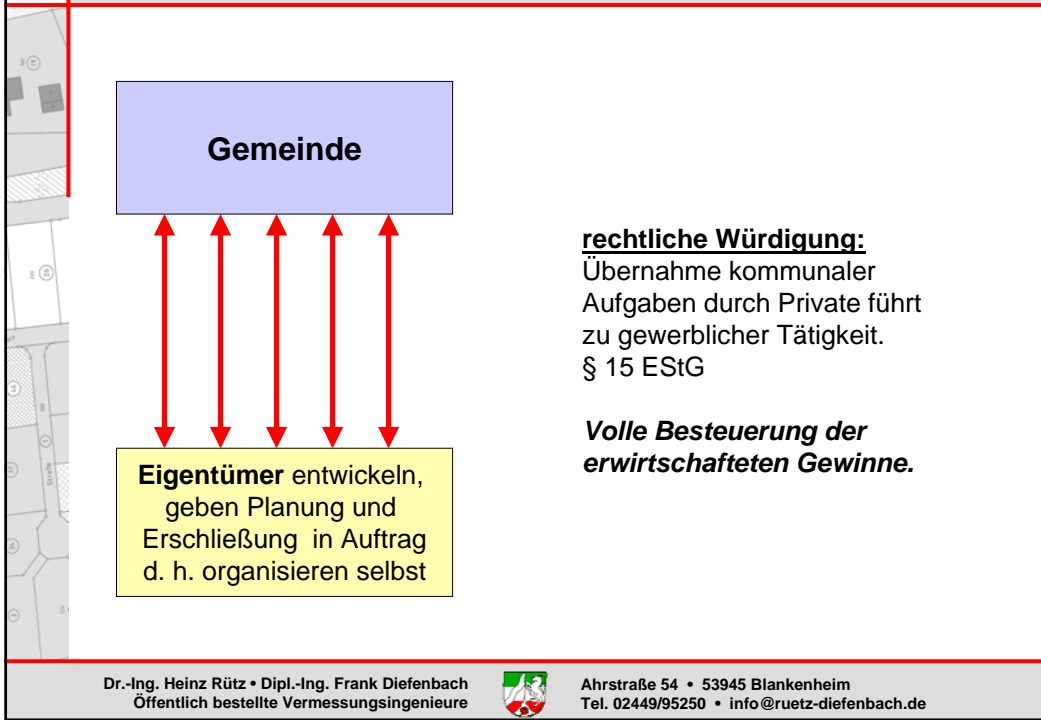 Gemeinde
rechtliche Würdigung:
Übernahme kommunaler
Aufgaben durch Private führt
zu gewerblicher Tätigkeit.
§ 15 EStG
Volle Besteuerung der
erwirtschafteten Gewinne.
Eigentümer entwickeln,
geben Planung und
Erschließung in Auftrag
d. h. organisieren selbst
Dr.-Ing. Heinz Rütz • Dipl.-Ing. Frank Diefenbach
Öffentlich bestellte Vermessungsingenieure
Ahrstraße 54 • 53945 Blankenheim
Tel. 02449/95250 • info@ruetz-diefenbach.de